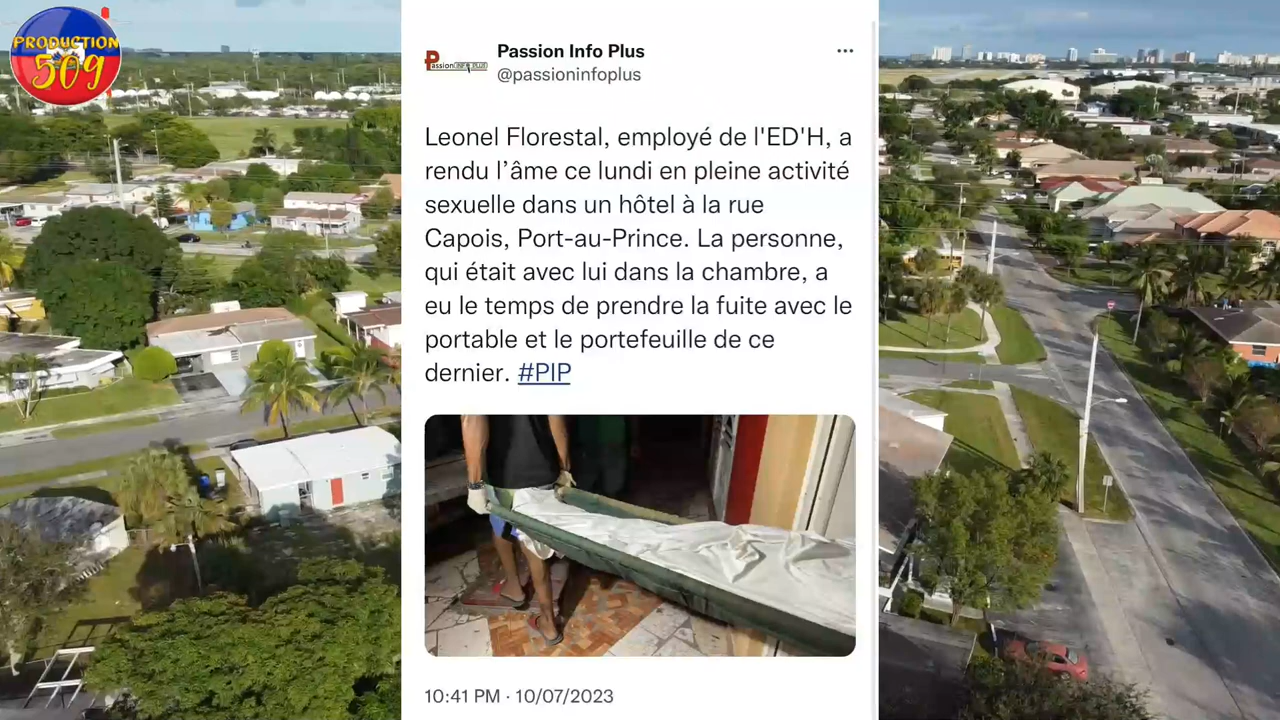 PRODUCTION
509
Passion Info Plus
@passioninfoplus
Passion INFO PLUS
Leonel Florestal, employé de l'ED'H, a
rendu l’âme ce lundi en pleine activité
sexuelle dans un hôtel à la rue
Capois, Port-au-Prince. La personne,
qui était avec lui dans la chambre, a
eu le temps de prendre la fuite avec le
portable et le portefeuille de ce
dernier. #PIP
10:41 PM · 10/07/2023